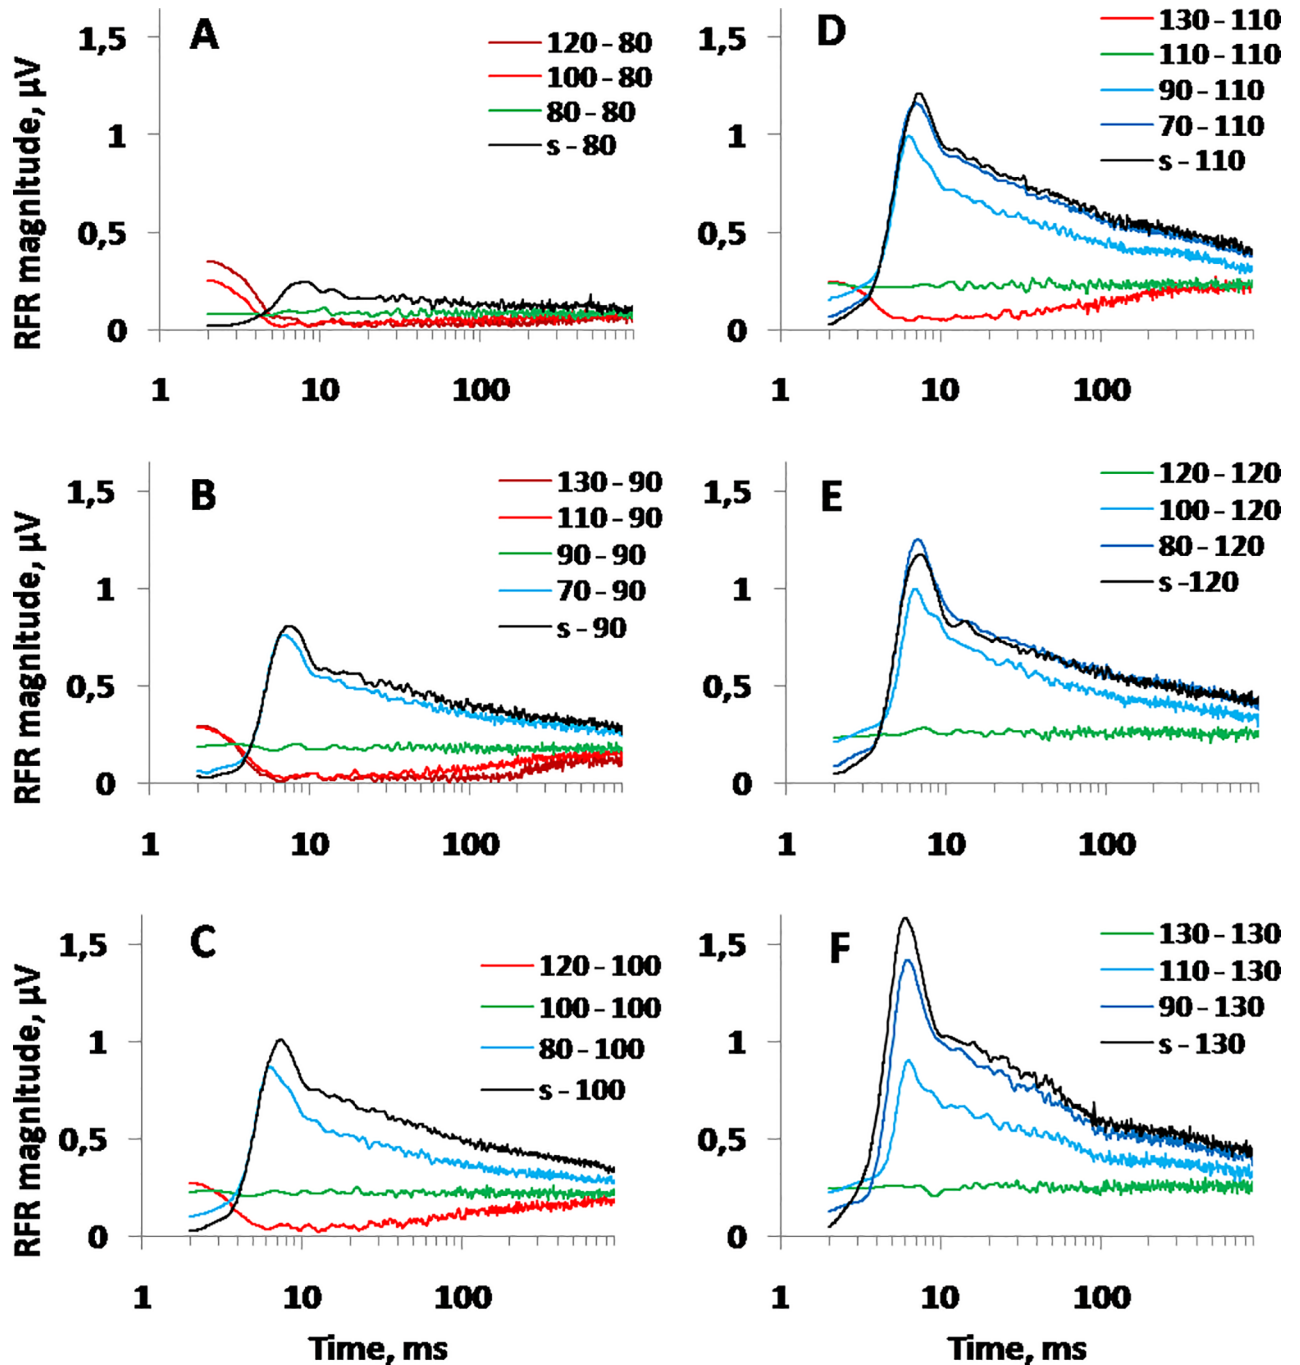 A
RFR magnitude, μV
1,5
1
0,5
0
120 – 80
100 – 80
80 – 80
s – 80
1 10 100
D
1,5
1
0,5
0
130 – 110
110 – 110
90 – 110
70 – 110
s – 110
1 10 100
B
RFR magnitude, μV
1,5
1
0,5
0
130 – 90
110 – 90
90 – 90
70 – 90
s – 90
1 10 100
E
1,5
1
0,5
0
120 – 120
100 – 120
80 – 120
s –120
1 10 100
C
RFR magnitude, μV
1,5
1
0,5
0
120 – 100
100 – 100
80 – 100
s – 100
1 10 100
Time, ms
F
1,5
1
0,5
0
130 – 130
110 – 130
90 – 130
s – 130
1 10 100
Time, ms